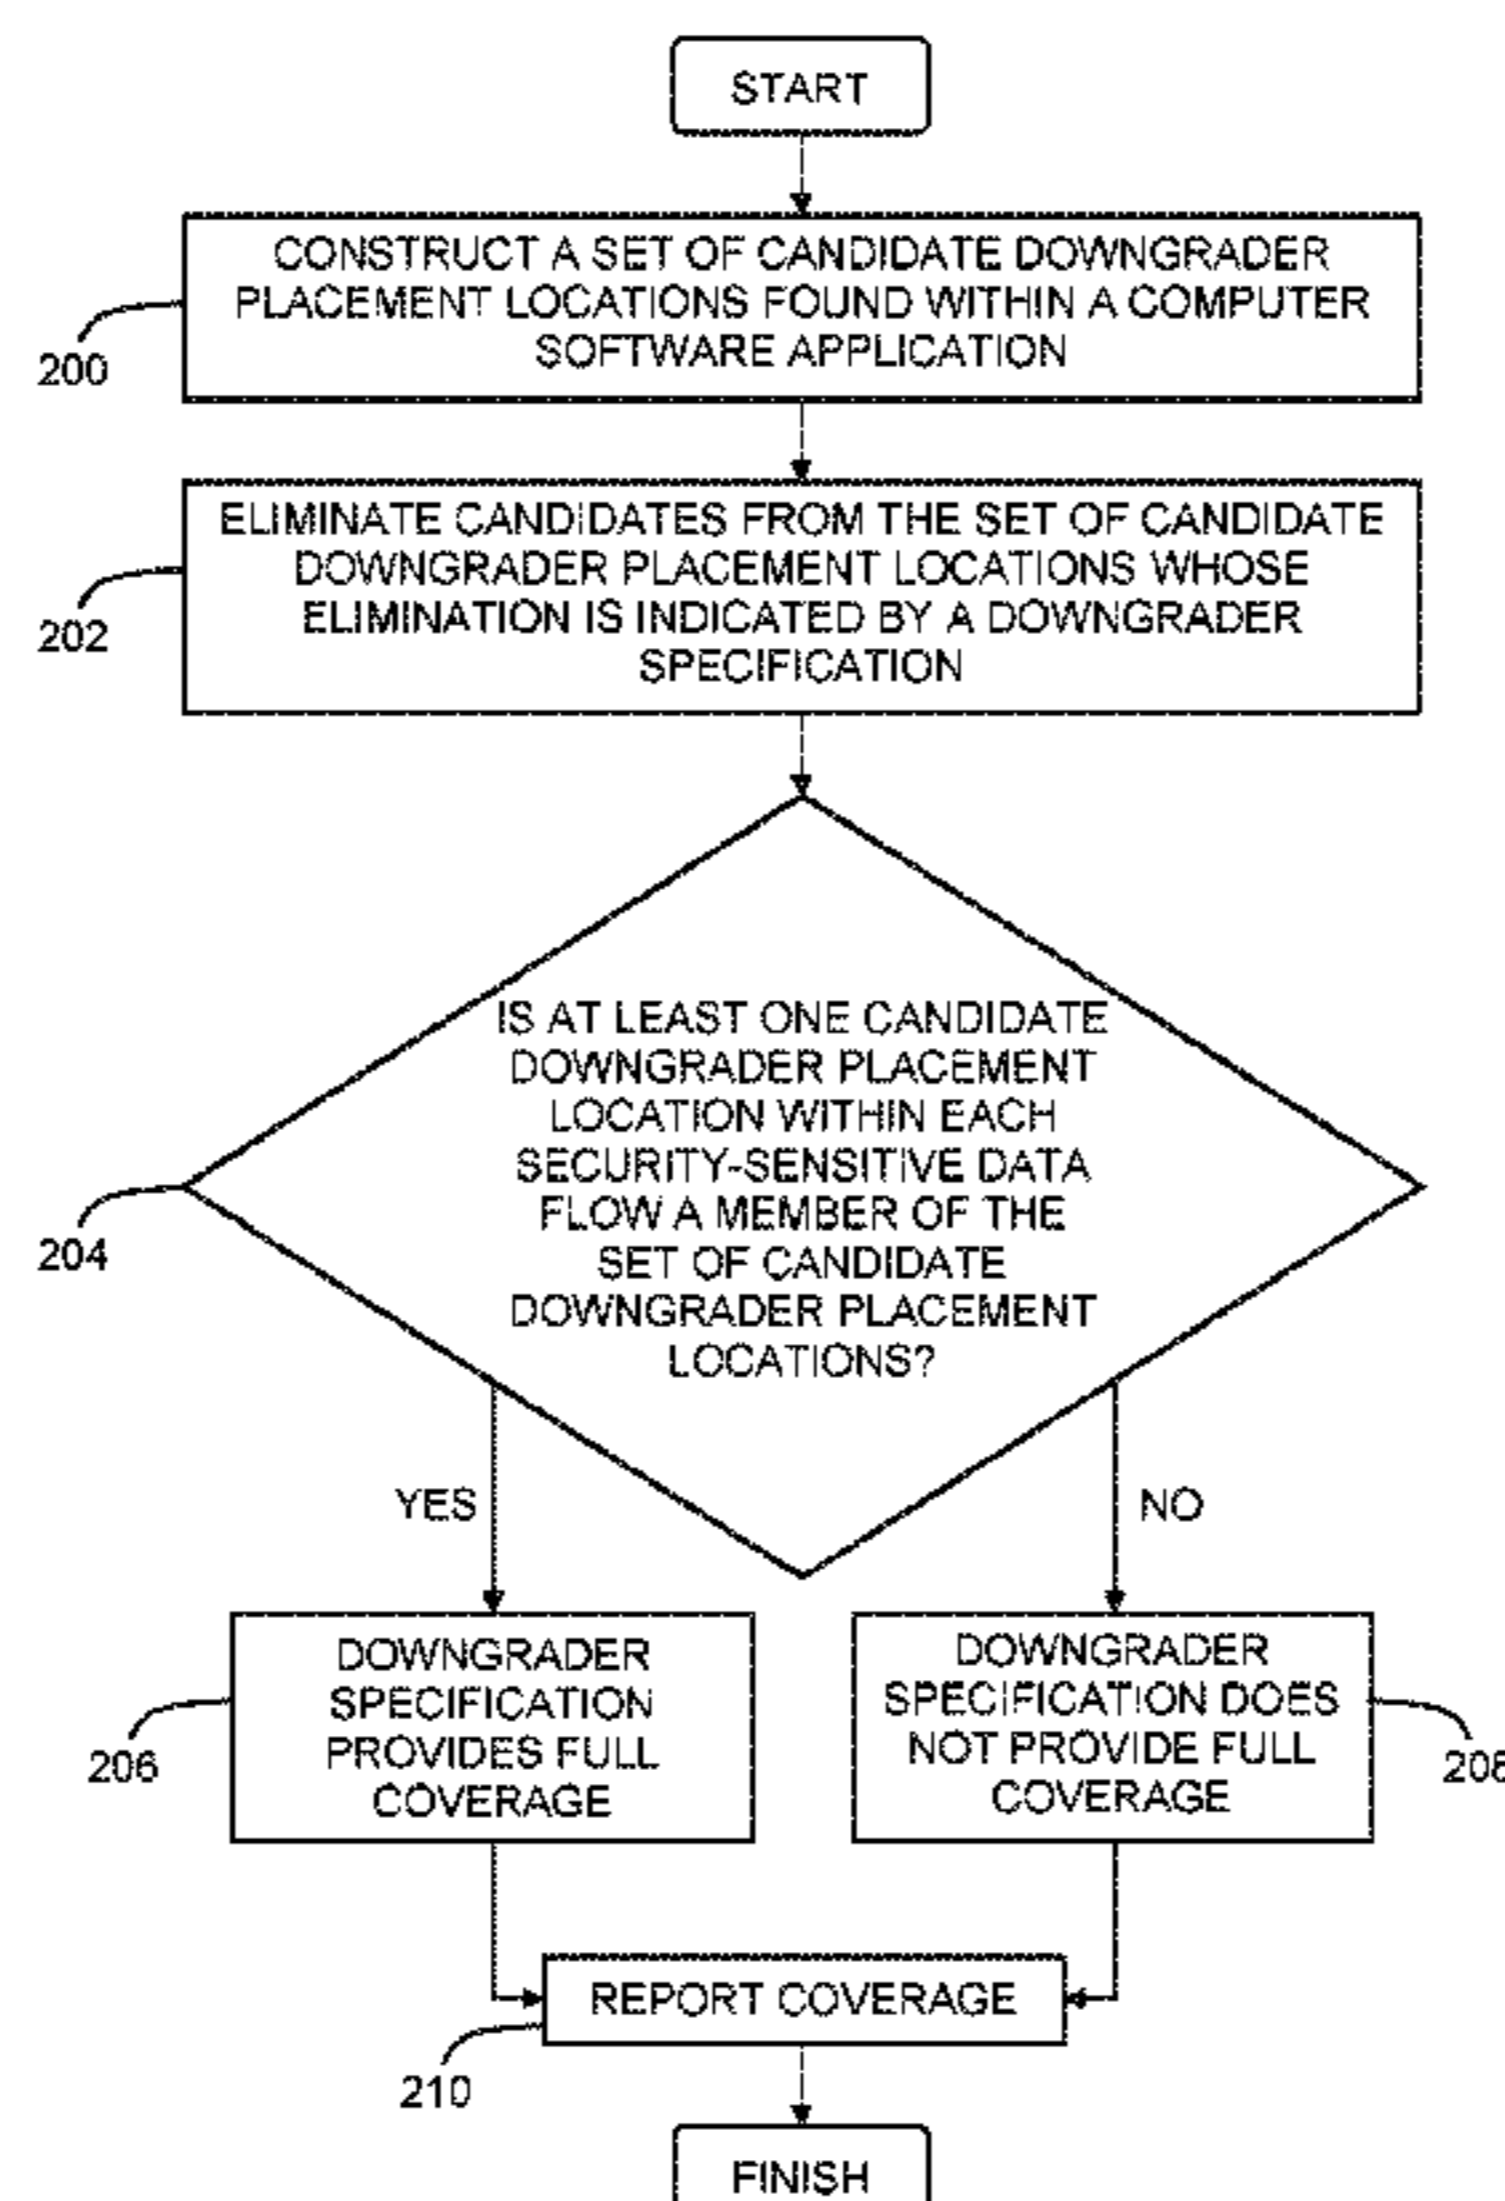 START
CONSTRUCT A SET OF CANDIDATE DOWNGRADER
PLACEMENT LOCATIONS FOUND WITHIN A COMPUTER
SOFTWARE APPLICATION
200
ELIMINATE CANDIDATES FROM THE SET OF CANDIDATE
DOWNGRADER PLACEMENT LOCATIONS WHOSE
ELIMINATION IS INDICATED BY A DOWNGRADER
SPECIFICATION
202
IS AT LEAST ONE CANDIDATE
DOWNGRADER PLACEMENT
LOCATION WITHIN EACH
SECURITY-SENSITIVE DATA
FLOW A MEMBER OF THE
SET OF CANDIDATE
DOWNGRADER PLACEMENT
LOCATIONS?
204
YES
NO
DOWNGRADER
SPECIFICATION
PROVIDES FULL
COVERAGE
206
DOWNGRADER
SPECIFICATION DOES
NOT PROVIDE FULL
COVERAGE
208
REPORT COVERAGE
210
FINISH